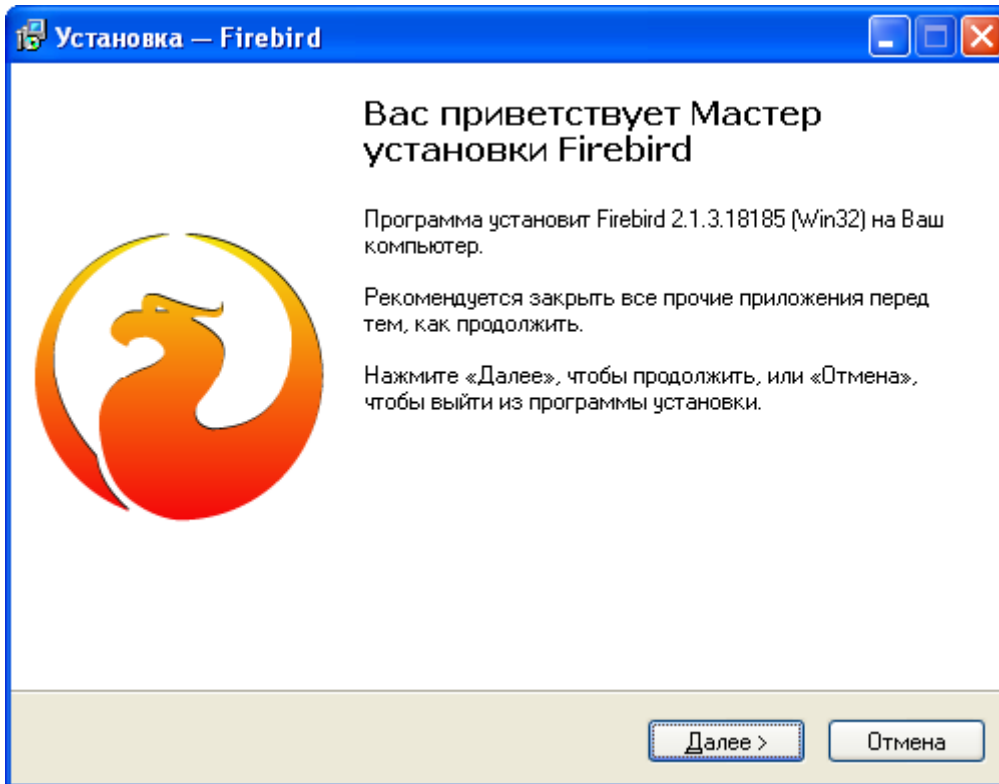 Установка — Firebird
Вас приветствует Мастер
установки Firebird
Программа установит Firebird 2.1.3.18185 (Win32) на Ваш
компьютер.
Рекомендуется закрыть все прочие приложения перед
тем, как продолжить.
Нажмите «Далее», чтобы продолжить, или «Отмена»,
чтобы выйти из программы установки.
Далее >
Отмена